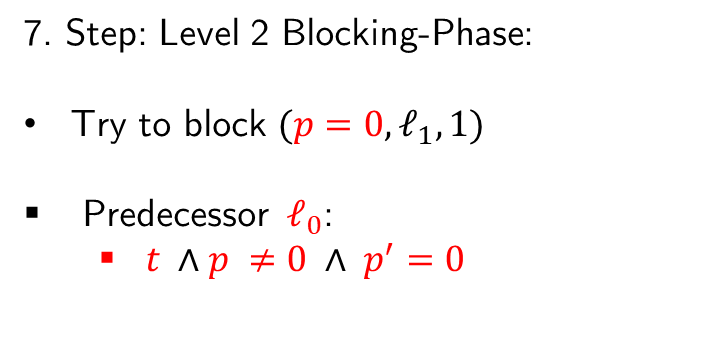 7. Step: Level 2 Blocking-Phase:
• Try to block (p = 0, ℓ₁, 1)
▪ Predecessor ℓ₀:
▪ t ∧ p ≠ 0 ∧ p′ = 0